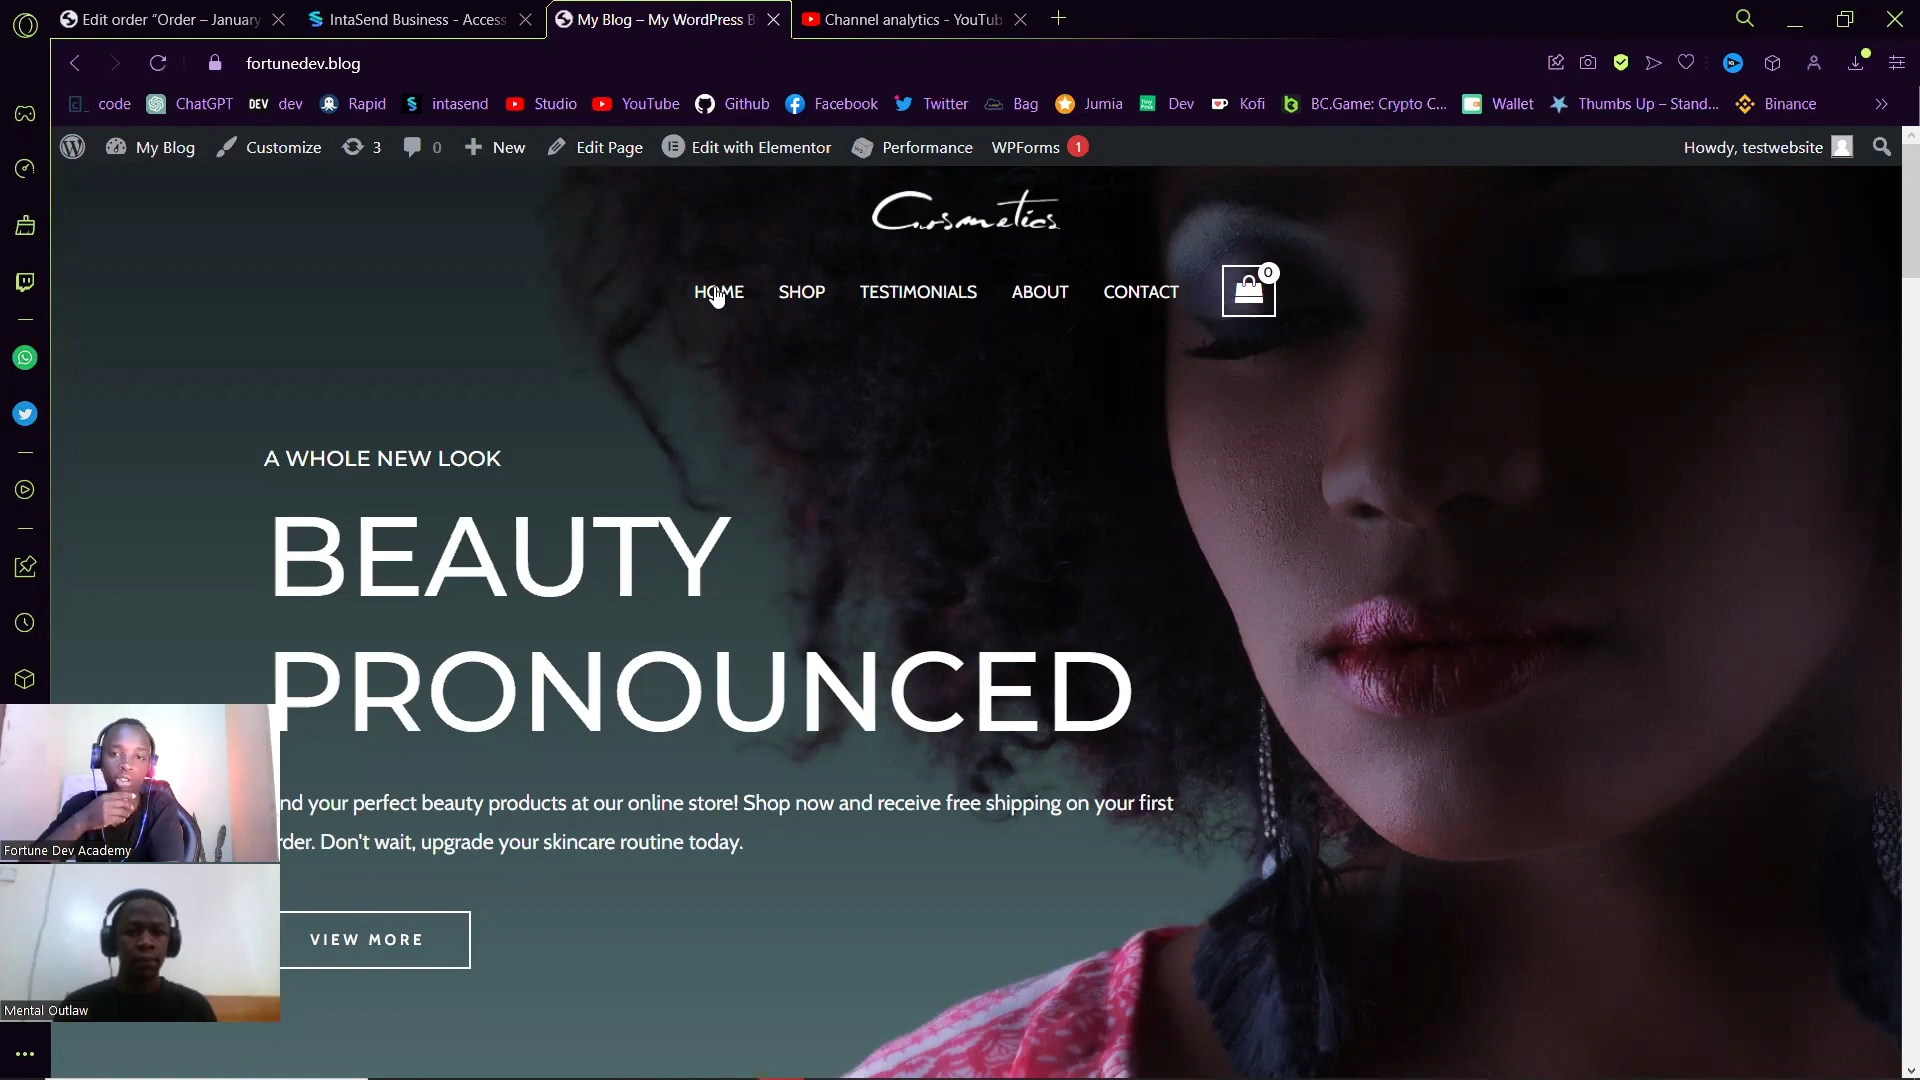 Edit order “Order – January
IntaSend Business - Access
My Blog – My WordPress B
Channel analytics - YouTub
fortunedev.blog
code
ChatGPT
DEV dev
Rapid
intasend
Studio
YouTube
Github
Facebook
Twitter
Bag
Jumia
Dev
Kofi
BC.Game: Crypto C...
Wallet
Thumbs Up – Stand...
Binance
My Blog
Customize
3
0
New
Edit Page
Edit with Elementor
Performance
WPForms 1
Howdy, testwebsite
Cosmetics
HOME SHOP TESTIMONIALS ABOUT CONTACT 0
A WHOLE NEW LOOK
BEAUTY
PRONOUNCED
nd your perfect beauty products at our online store! Shop now and receive free shipping on your first
rder. Don't wait, upgrade your skincare routine today.
VIEW MORE
Fortune Dev Academy
Mental Outlaw